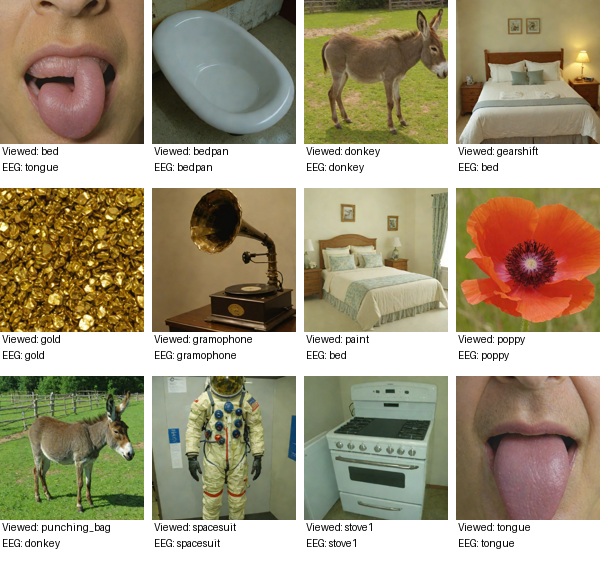 Viewed: bed
EEG: tongue
Viewed: bedpan
EEG: bedpan
Viewed: donkey
EEG: donkey
Viewed: gearshift
EEG: bed
Viewed: gold
EEG: gold
Viewed: gramophone
EEG: gramophone
Viewed: paint
EEG: bed
Viewed: poppy
EEG: poppy
Viewed: punching_bag
EEG: donkey
Viewed: spacesuit
EEG: spacesuit
Viewed: stove1
EEG: stove1
Viewed: tongue
EEG: tongue